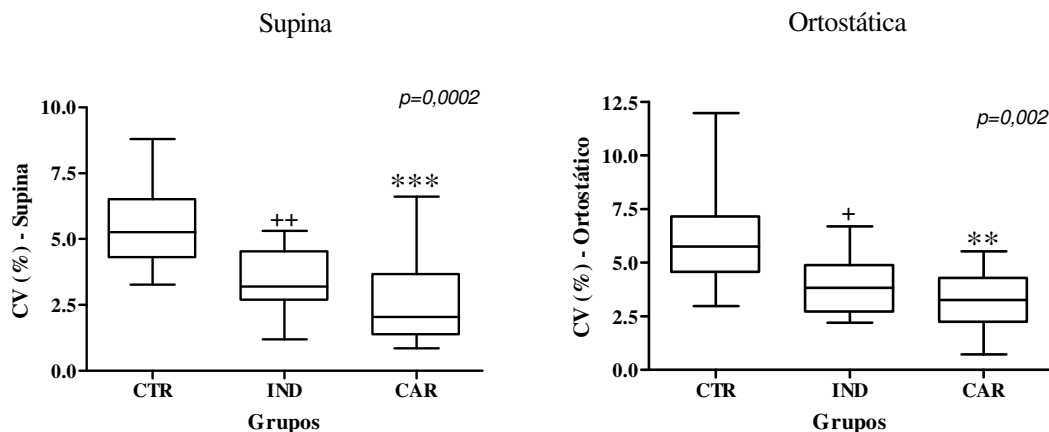 Supina
p=0,0002
CV (%) - Supina
10.0
7.5
5.0
2.5
0.0
++
***
CTR IND CAR
Grupos
Ortostática
p=0,002
CV (%) - Ortostático
12.5
10.0
7.5
5.0
2.5
0.0
+
**
CTR IND CAR
Grupos